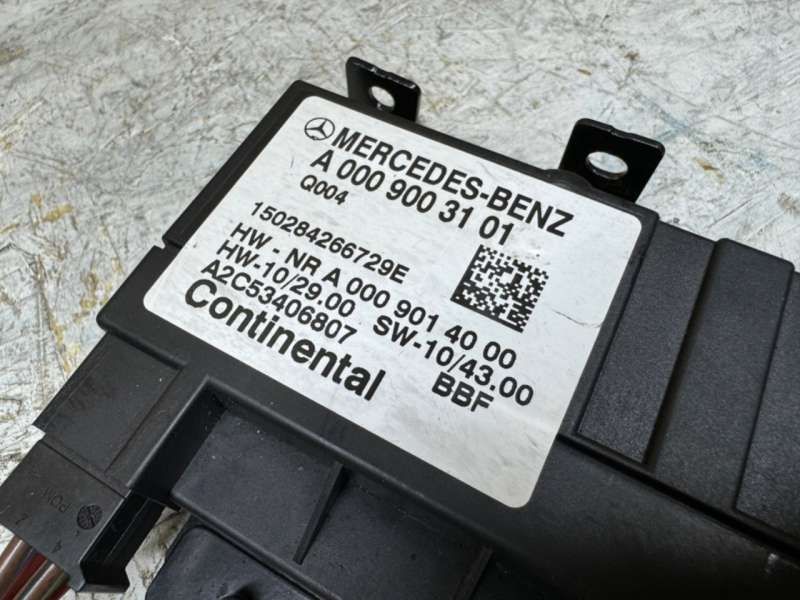 MERCEDES-BENZ
A 000 900 31 01
Q004
150284266729E
HW - NR A 000 901 40 00
HW-10/29.00 SW-10/43.00
A2C53406807 BBF
Continental